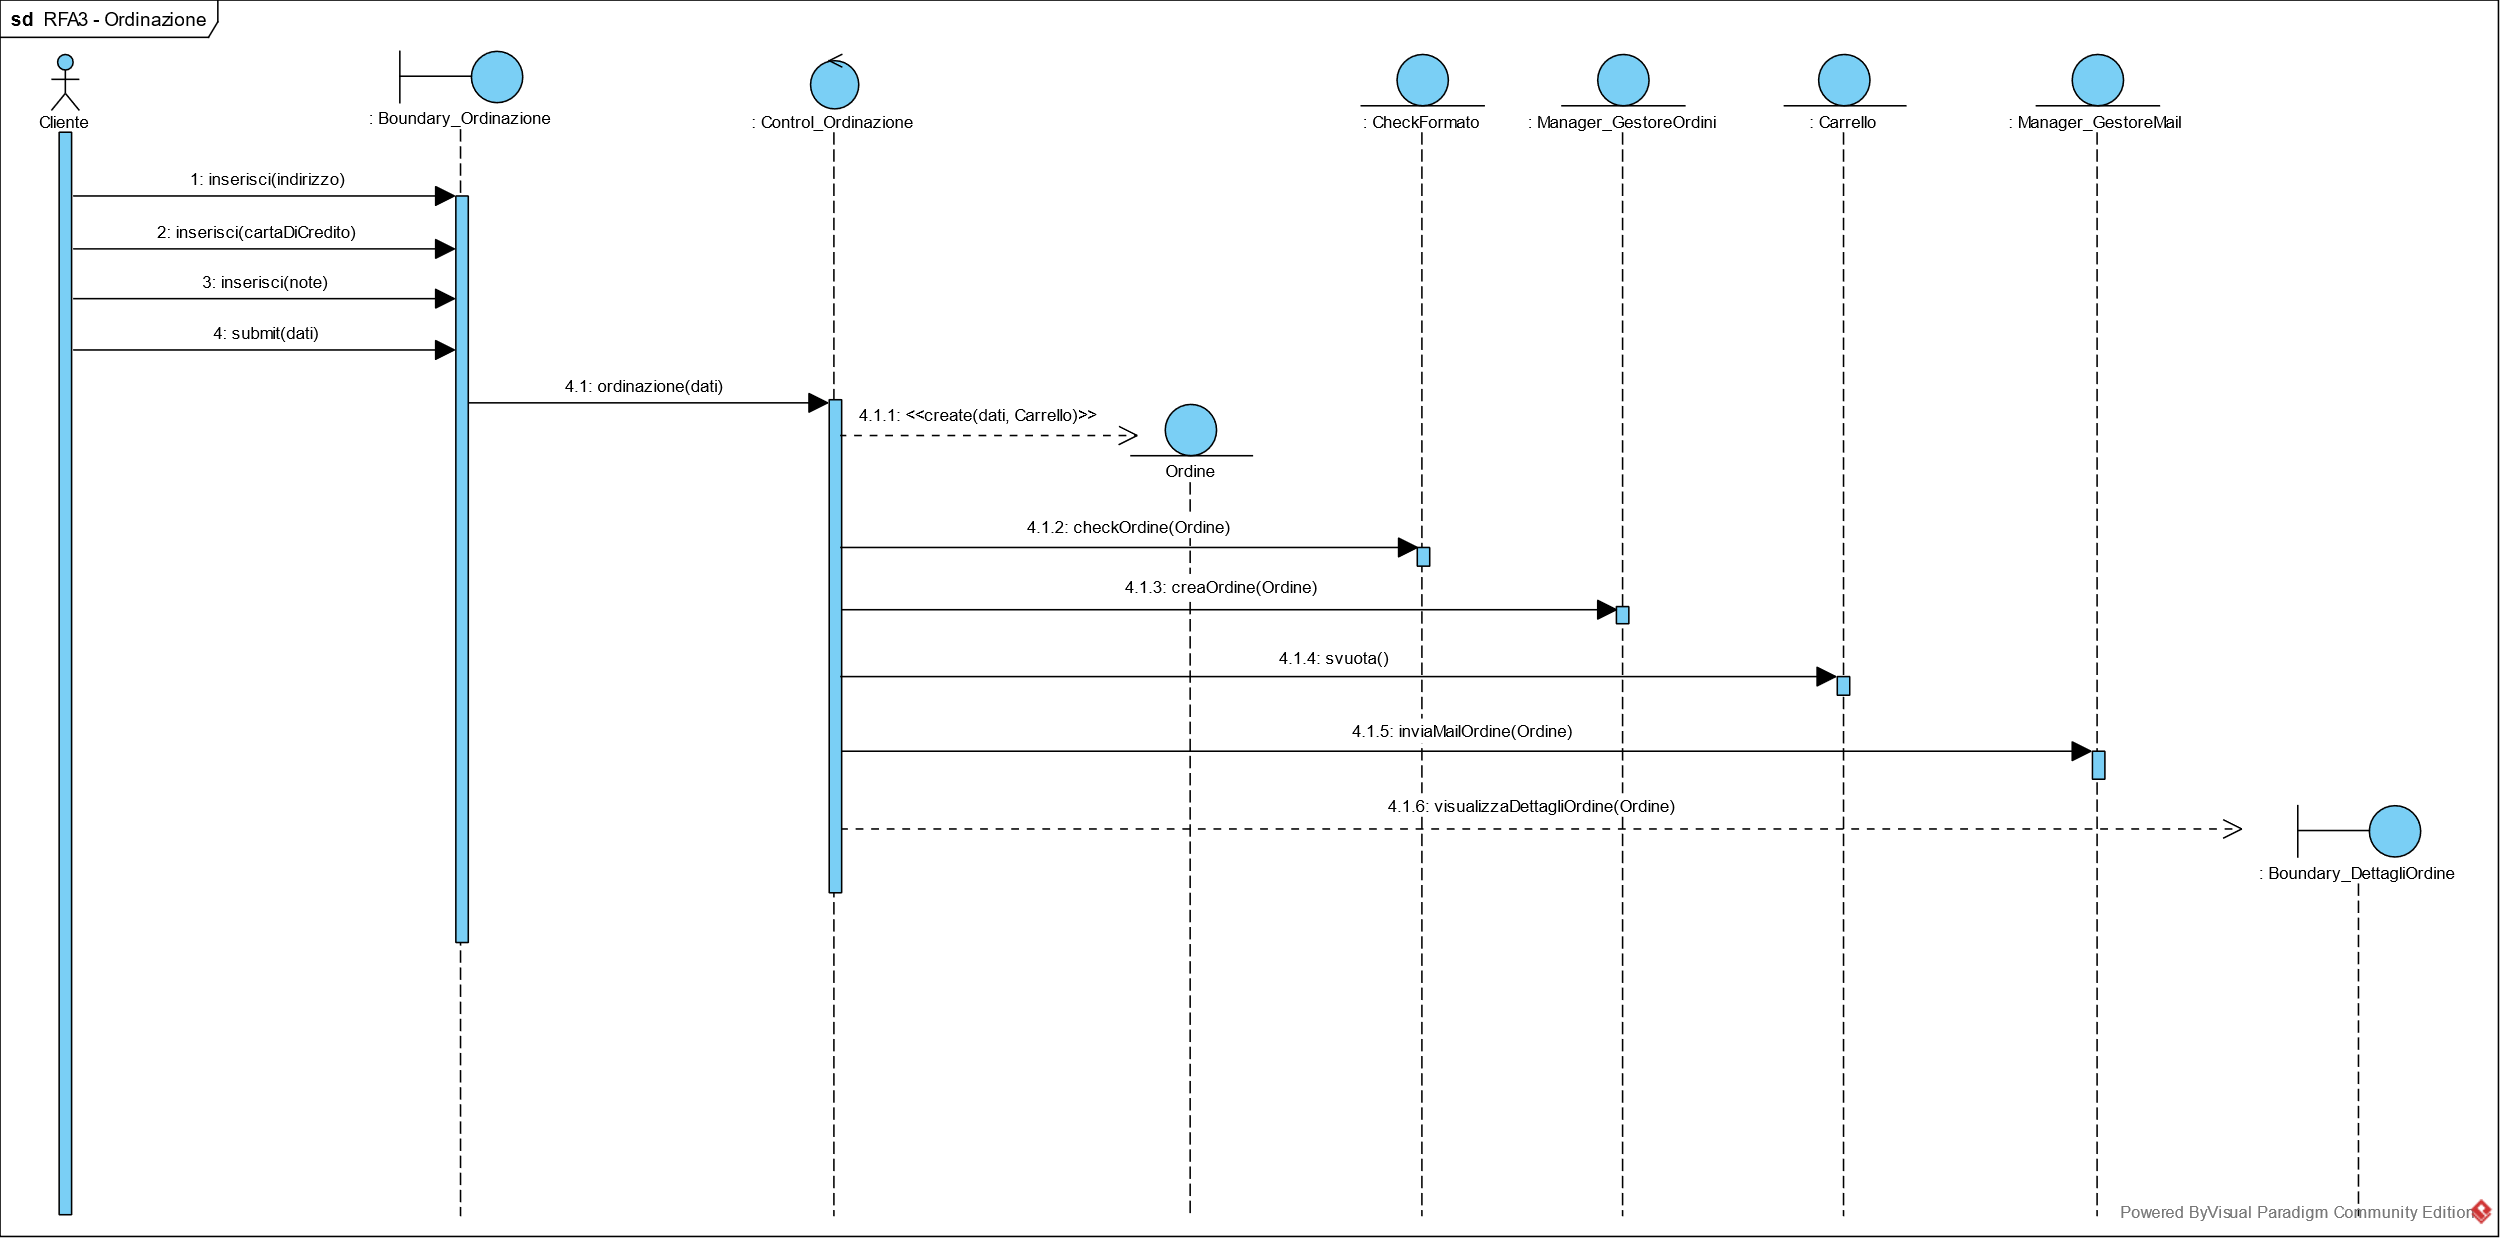 sd RFA3 - Ordinazione
Cliente
: Boundary_Ordinazione
: Control_Ordinazione
: CheckFormato
: Manager_GestoreOrdini
: Carrello
: Manager_GestoreMail
1: inserisci(indirizzo)
2: inserisci(cartaDiCredito)
3: inserisci(note)
4: submit(dati)
4.1: ordinazione(dati)
4.1.1: <<create(dati, Carrello)>>
Ordine
4.1.2: checkOrdine(Ordine)
4.1.3: creaOrdine(Ordine)
4.1.4: svuota()
4.1.5: inviaMailOrdine(Ordine)
4.1.6: visualizzaDettagliOrdine(Ordine)
: Boundary_DettagliOrdine
Powered By Visual Paradigm Community Edition